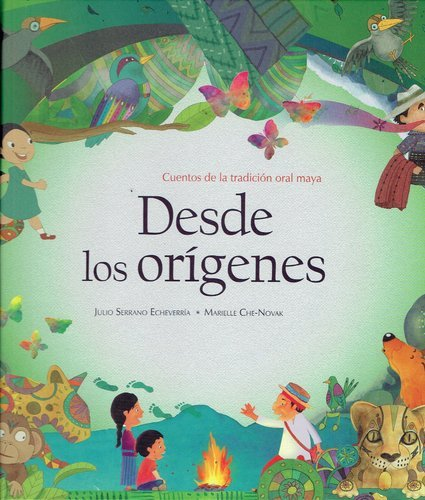 Cuentos de la tradición oral maya
Desde
los orígenes
Julio Serrano Echeverría • Marielle Che-Novak